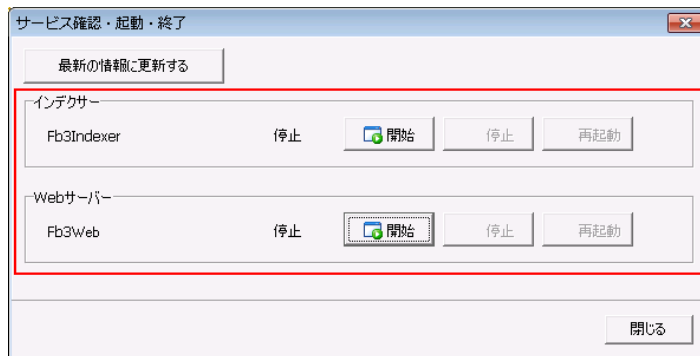 サービス確認・起動・終了
最新の情報に更新する
インデクサー
Fb3Indexer 停止 開始 停止 再起動
Webサーバー
Fb3Web 停止 開始 停止 再起動
閉じる